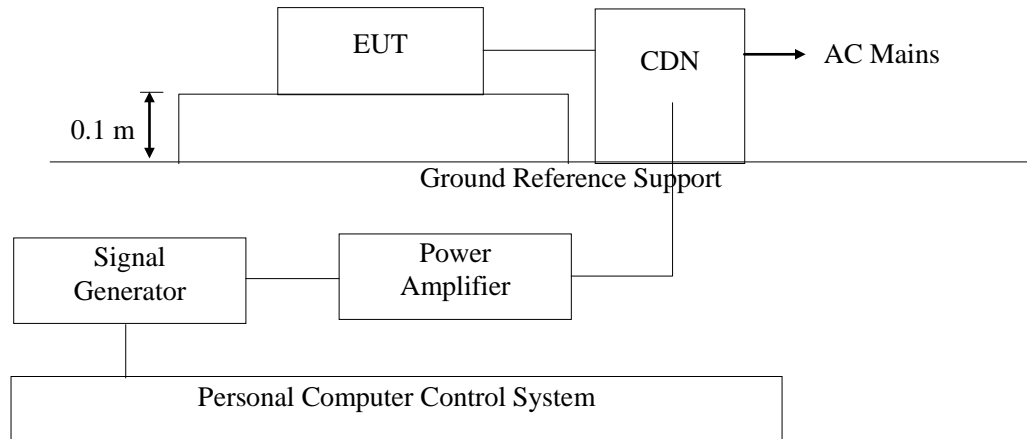 EUT
CDN
AC Mains
0.1 m
Ground Reference Support
Signal
Generator
Power
Amplifier
Personal Computer Control System